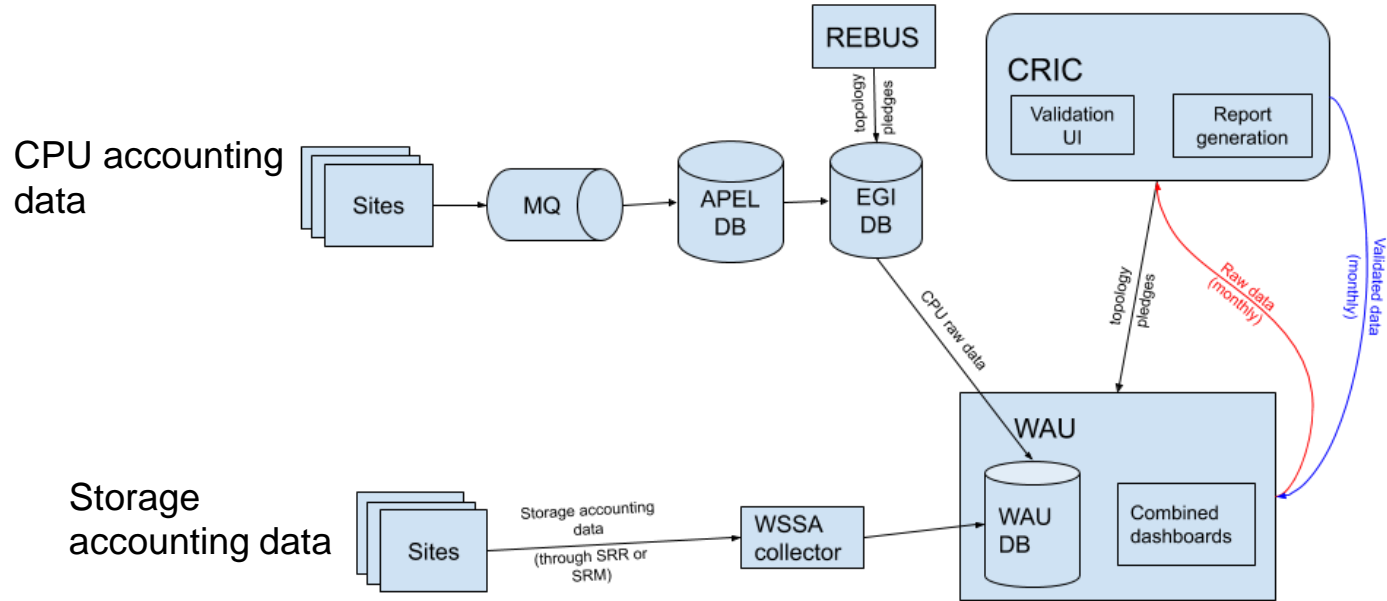 REBUS
CRIC
Validation
UI
Report
generation
topology
pledges
CPU accounting
data
Sites
MQ
APEL
DB
EGI
DB
CPU raw data
topology
pledges
Raw data
(monthly)
Validated data
(monthly)
WAU
WAU
DB
Combined
dashboards
Storage
accounting data
Sites
Storage accounting
data
(through SRR or
SRM)
WSSA
collector